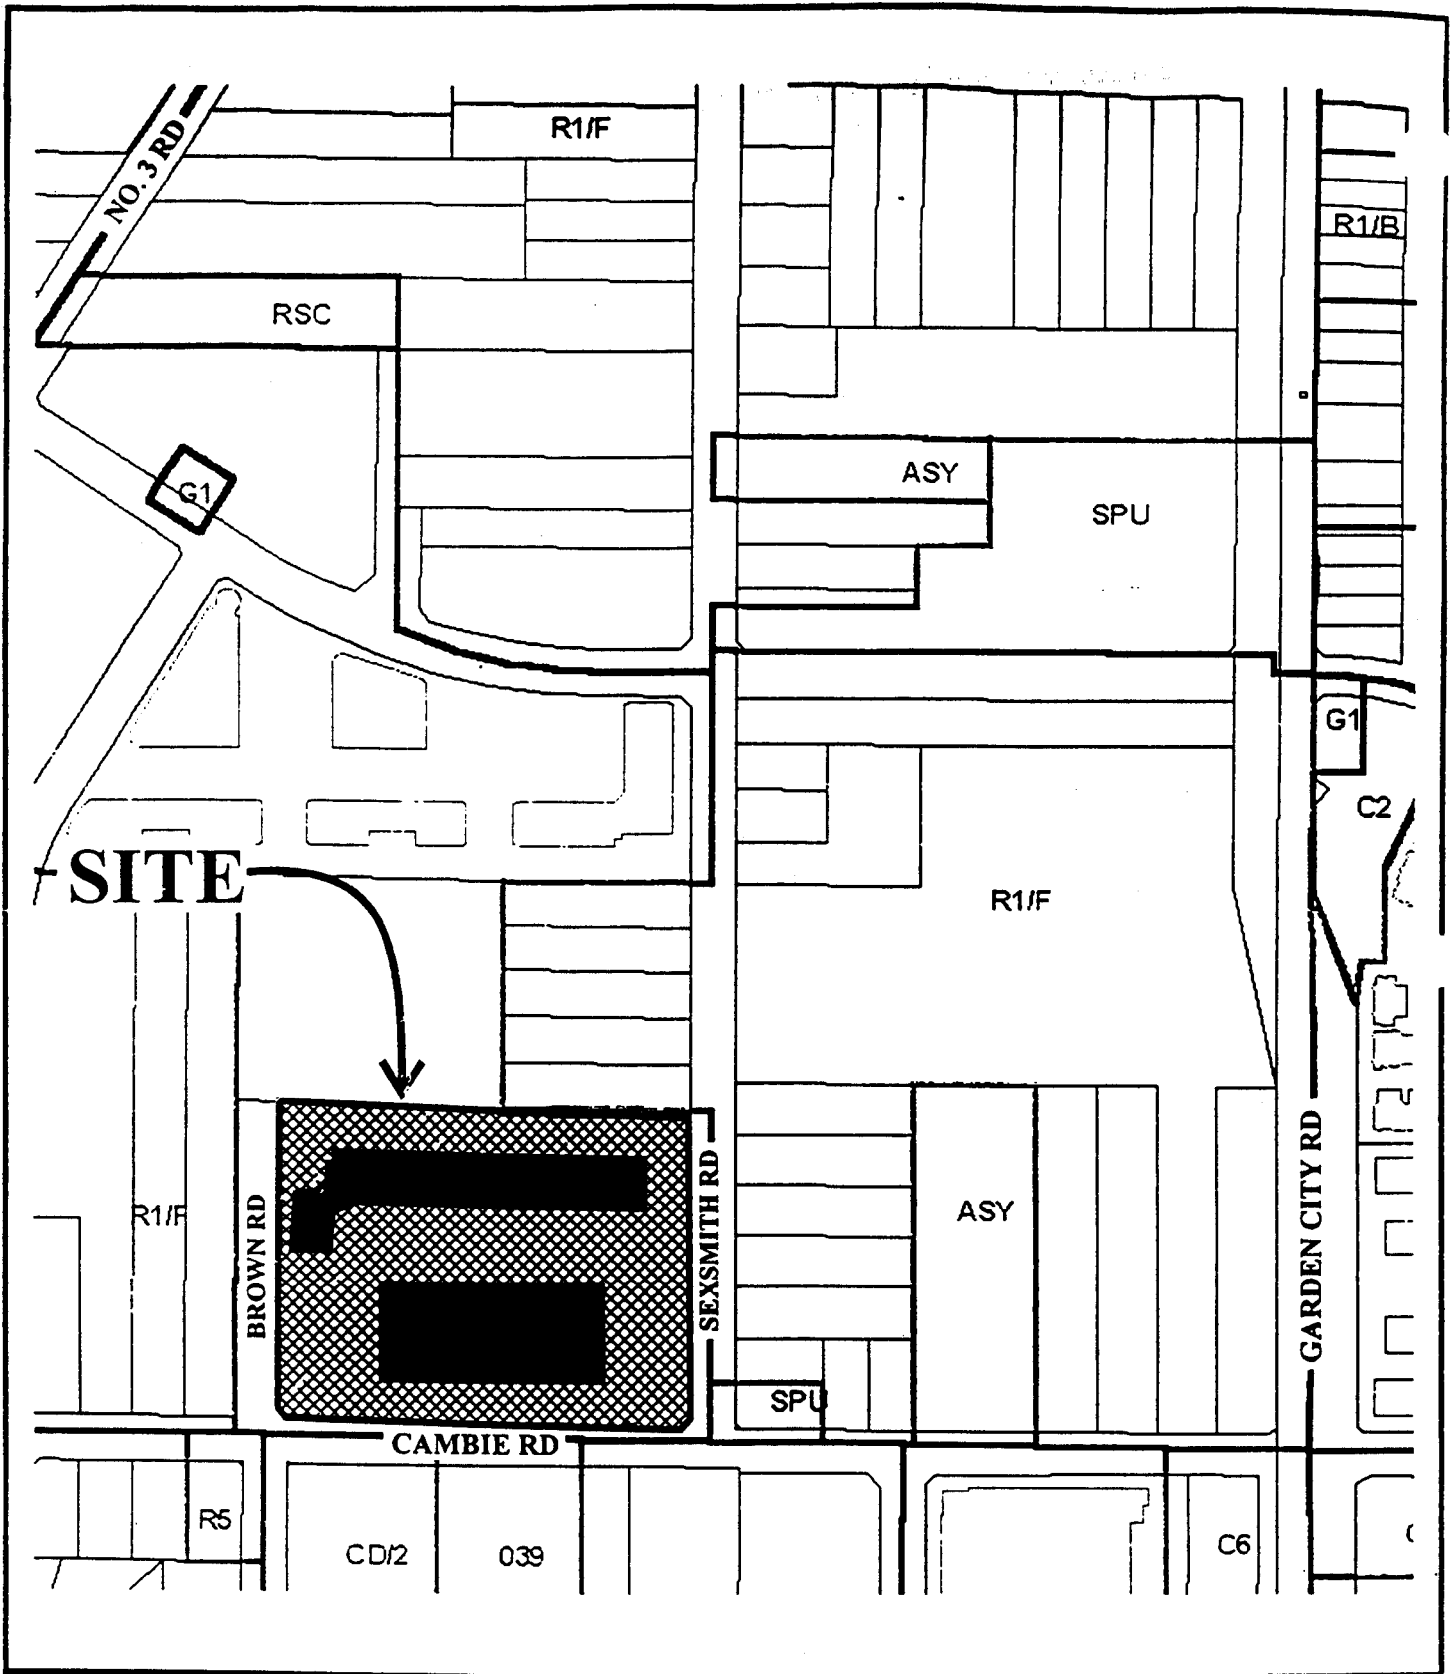 R1/F
NO. 3 RD
R1/B
RSC
ASY
G1
SPU
G1
C2
SITE
R1/F
BROWN RD
SEXSMITH RD
GARDEN CITY RD
R1/F
ASY
SPU
CAMBIE RD
R5
CD/2
039
C6